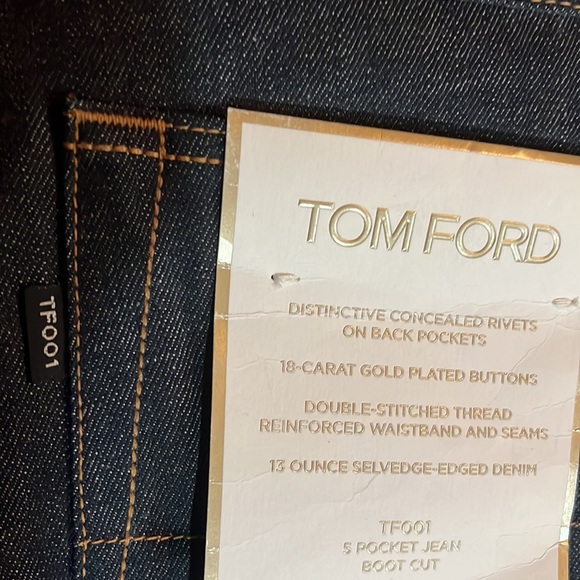 TOM FORD
DISTINCTIVE CONCEALED RIVETS
ON BACK POCKETS
18-CARAT GOLD PLATED BUTTONS
DOUBLE-STITCHED THREAD
REINFORCED WAISTBAND AND SEAMS
13 OUNCE SELVEDGE-EDGED DENIM
TF001
5 POCKET JEAN
BOOT CUT
TF001